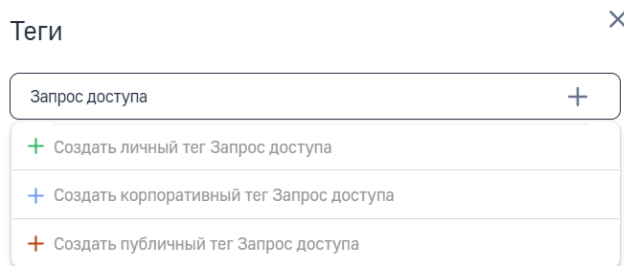 Теги
Запрос доступа
Создать личный тег Запрос доступа
Создать корпоративный тег Запрос доступа
Создать публичный тег Запрос доступа